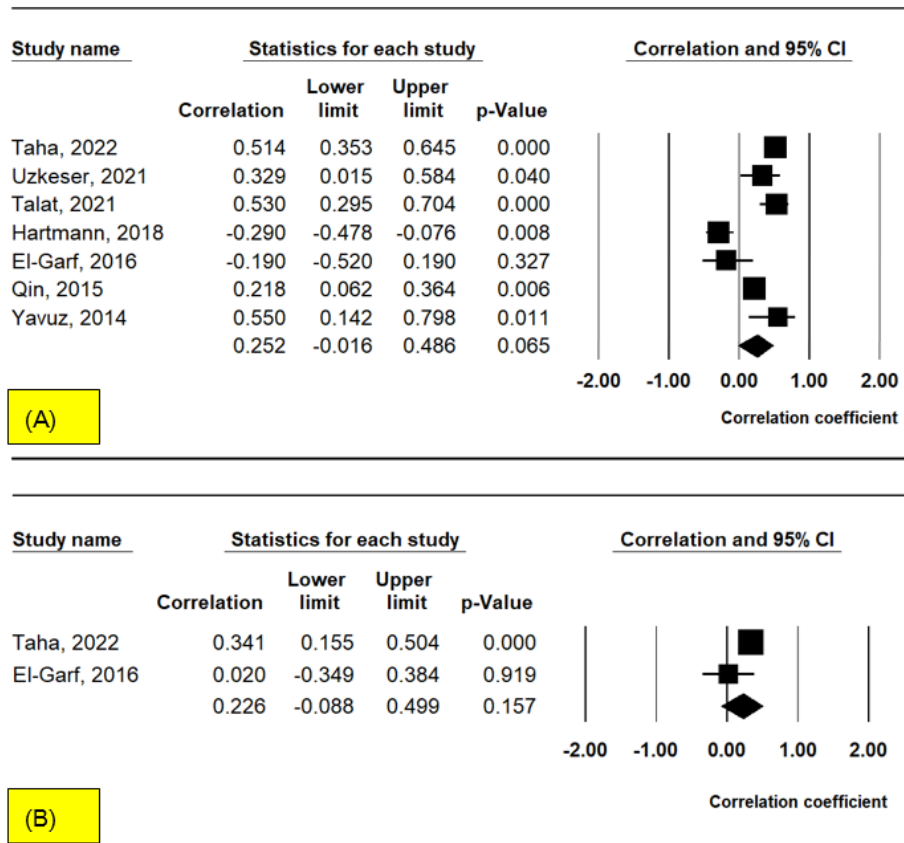 Study name Statistics for each study Correlation and 95% CI
Lower Upper
Correlation limit limit p-Value
Taha, 2022 0.514 0.353 0.645 0.000
Uzkeser, 2021 0.329 0.015 0.584 0.040
Talat, 2021 0.530 0.295 0.704 0.000
Hartmann, 2018 -0.290 -0.478 -0.076 0.008
El-Garf, 2016 -0.190 -0.520 0.190 0.327
Qin, 2015 0.218 0.062 0.364 0.006
Yavuz, 2014 0.550 0.142 0.798 0.011
0.252 -0.016 0.486 0.065
-2.00 -1.00 0.00 1.00 2.00
Correlation coefficient
(A)
Study name Statistics for each study Correlation and 95% CI
Lower Upper
Correlation limit limit p-Value
Taha, 2022 0.341 0.155 0.504 0.000
El-Garf, 2016 0.020 -0.349 0.384 0.919
0.226 -0.088 0.499 0.157
-2.00 -1.00 0.00 1.00 2.00
Correlation coefficient
(B)